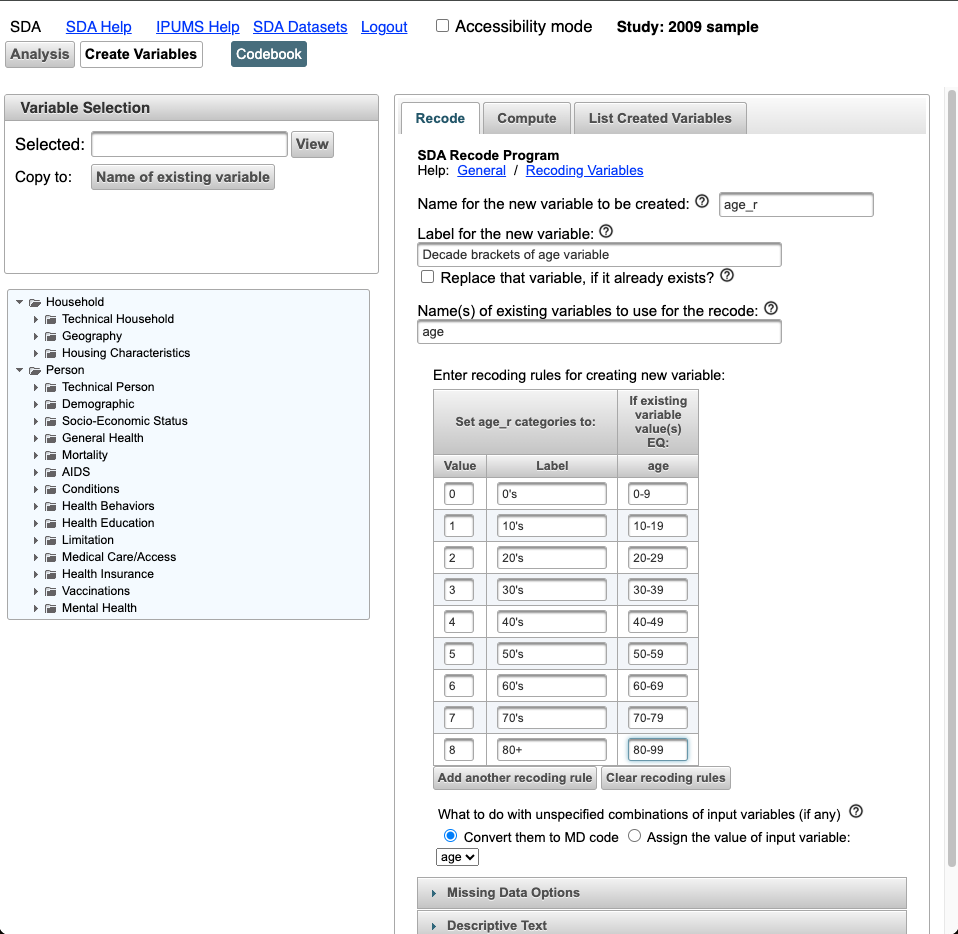 SDA SDA Help IPUMS Help SDA Datasets Logout Accessibility mode Study: 2009 sample
Analysis Create Variables Codebook
Variable Selection
Selected: View
Copy to: Name of existing variable
Household
Technical Household
Geography
Housing Characteristics
Person
Technical Person
Demographic
Socio-Economic Status
General Health
Mortality
AIDS
Conditions
Health Behaviors
Health Education
Limitation
Medical Care/Access
Health Insurance
Vaccinations
Mental Health
Recode Compute List Created Variables
SDA Recode Program
Help: General / Recoding Variables
Name for the new variable to be created: ? age_r
Label for the new variable: ?
Decade brackets of age variable
Replace that variable, if it already exists? ?
Name(s) of existing variables to use for the recode: ?
age
Enter recoding rules for creating new variable:
Set age_r categories to:
If existing
variable
value(s)
EQ:
Value Label age
0 0's 0-9
1 10's 10-19
2 20's 20-29
3 30's 30-39
4 40's 40-49
5 50's 50-59
6 60's 60-69
7 70's 70-79
8 80+ 80-99
Add another recoding rule Clear recoding rules
What to do with unspecified combinations of input variables (if any) ?
Convert them to MD code Assign the value of input variable:
age
Missing Data Options
Descriptive Text